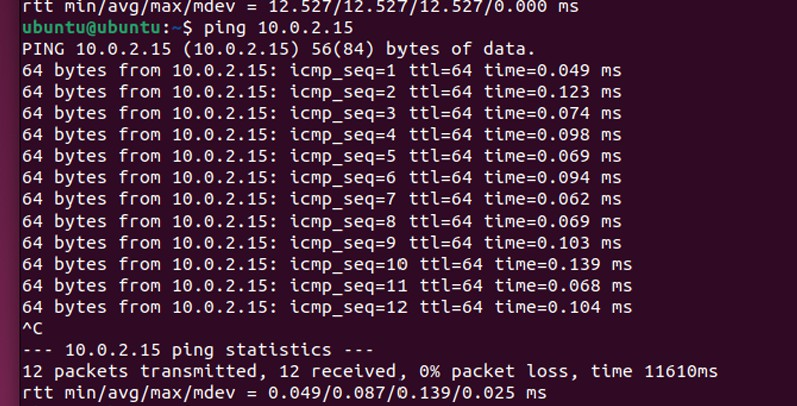 rtt min/avg/max/mdev = 12.527/12.527/12.527/0.000 ms
ubuntu@ubuntu:~$ ping 10.0.2.15
PING 10.0.2.15 (10.0.2.15) 56(84) bytes of data.
64 bytes from 10.0.2.15: icmp_seq=1 ttl=64 time=0.049 ms
64 bytes from 10.0.2.15: icmp_seq=2 ttl=64 time=0.123 ms
64 bytes from 10.0.2.15: icmp_seq=3 ttl=64 time=0.074 ms
64 bytes from 10.0.2.15: icmp_seq=4 ttl=64 time=0.098 ms
64 bytes from 10.0.2.15: icmp_seq=5 ttl=64 time=0.069 ms
64 bytes from 10.0.2.15: icmp_seq=6 ttl=64 time=0.094 ms
64 bytes from 10.0.2.15: icmp_seq=7 ttl=64 time=0.062 ms
64 bytes from 10.0.2.15: icmp_seq=8 ttl=64 time=0.069 ms
64 bytes from 10.0.2.15: icmp_seq=9 ttl=64 time=0.103 ms
64 bytes from 10.0.2.15: icmp_seq=10 ttl=64 time=0.139 ms
64 bytes from 10.0.2.15: icmp_seq=11 ttl=64 time=0.068 ms
64 bytes from 10.0.2.15: icmp_seq=12 ttl=64 time=0.104 ms
^C
--- 10.0.2.15 ping statistics ---
12 packets transmitted, 12 received, 0% packet loss, time 11610ms
rtt min/avg/max/mdev = 0.049/0.087/0.139/0.025 ms